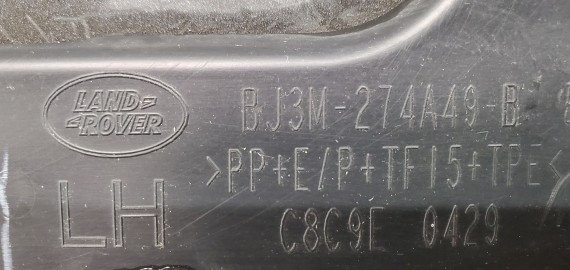 LAND
ROVER
BJ3M-274A49-B
>PP+E/P+TF15+TPE<
LH
C8C9E 0429